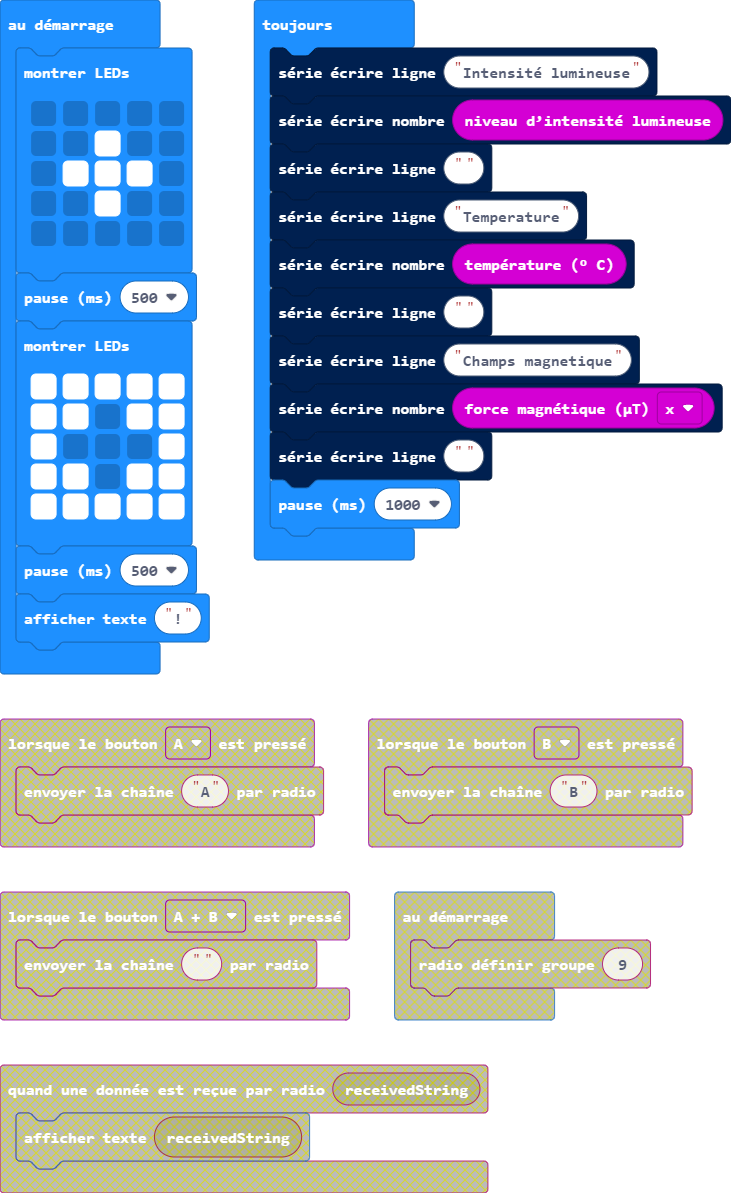 au démarrage
montrer LEDs
pause (ms) 500
montrer LEDs
pause (ms) 500
afficher texte "!"
toujours
série écrire ligne "Intensité lumineuse"
série écrire nombre niveau d’intensité lumineuse
série écrire ligne " "
série écrire ligne "Temperature"
série écrire nombre température (º C)
série écrire ligne " "
série écrire ligne "Champs magnetique"
série écrire nombre force magnétique (µT) x
série écrire ligne " "
pause (ms) 1000
lorsque le bouton A est pressé
envoyer la chaîne "A" par radio
lorsque le bouton B est pressé
envoyer la chaîne "B" par radio
lorsque le bouton A + B est pressé
envoyer la chaîne " " par radio
au démarrage
radio définir groupe 9
quand une donnée est reçue par radio receivedString
afficher texte receivedString